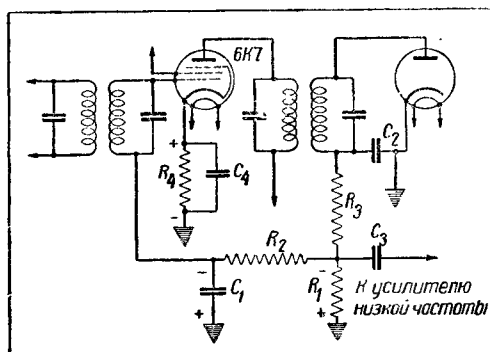 6К7
C₂
R₄
C₄
R₃
R₂
C₃
C₁
R₁
К усилителю
низкой частоты